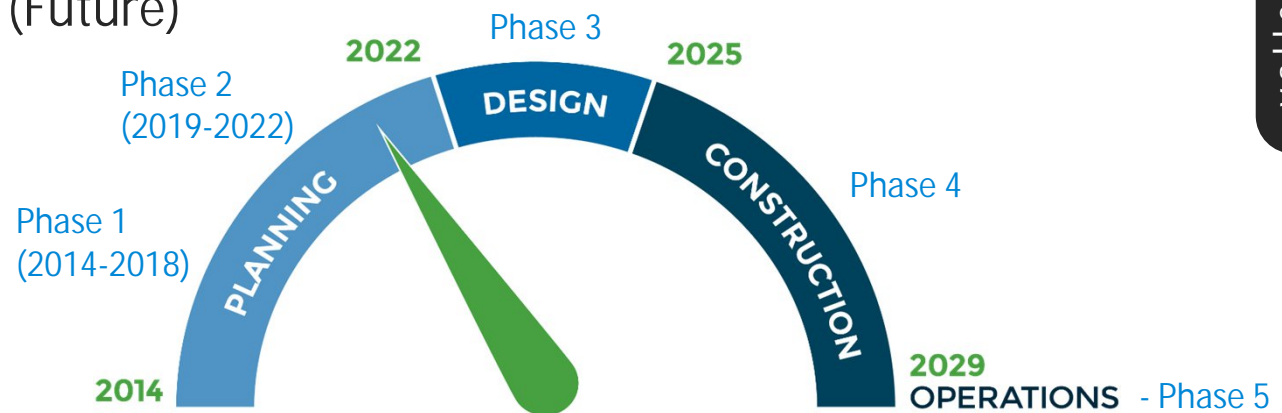 (Future)
Phase 3
2022
2025
Phase 2
(2019-2022)
DESIGN
CONSTRUCTION
Phase 4
PLANNING
Phase 1
(2014-2018)
2029
2014
OPERATIONS - Phase 5